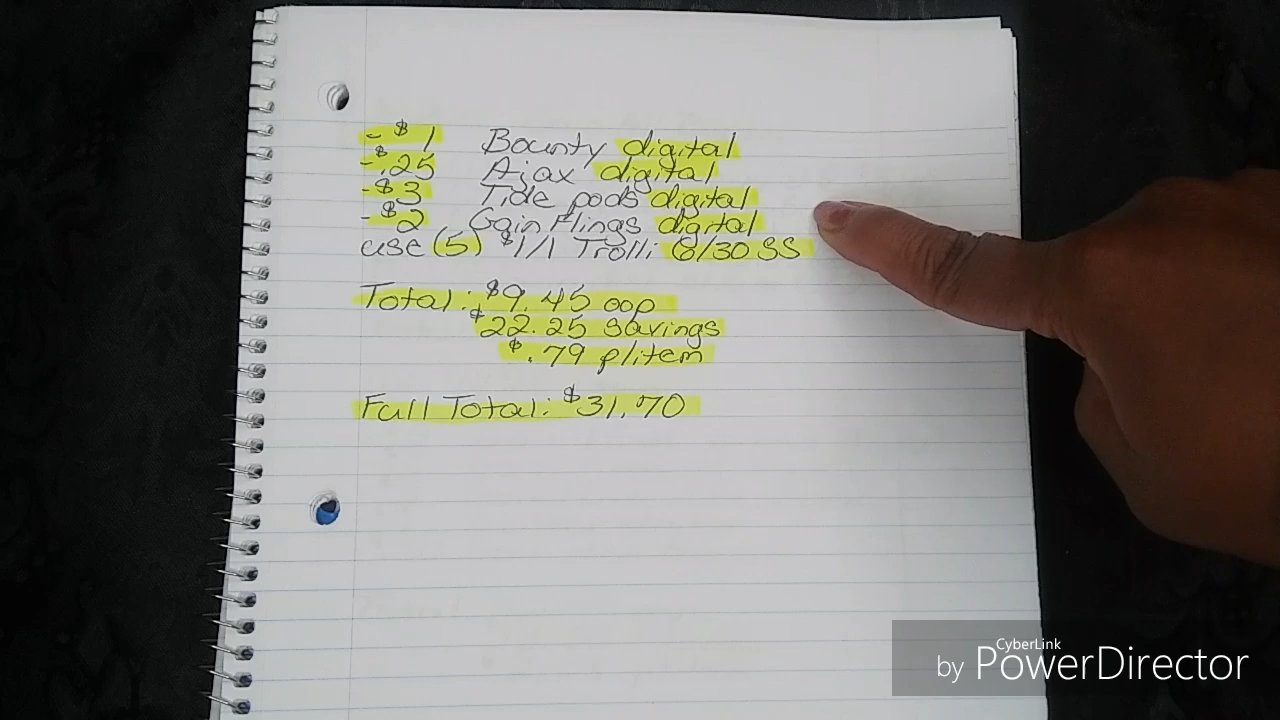 - $1 Bounty digital
- $.25 Ajax digital
- $3 Tide pods digital
- $2 Gain Flings digital
use (5) $1/1 Trolli 6/30 SS
Total: $9.45 oop
$22.25 savings
$.79 p/item
Full Total: $31.70
CyberLink
by PowerDirector